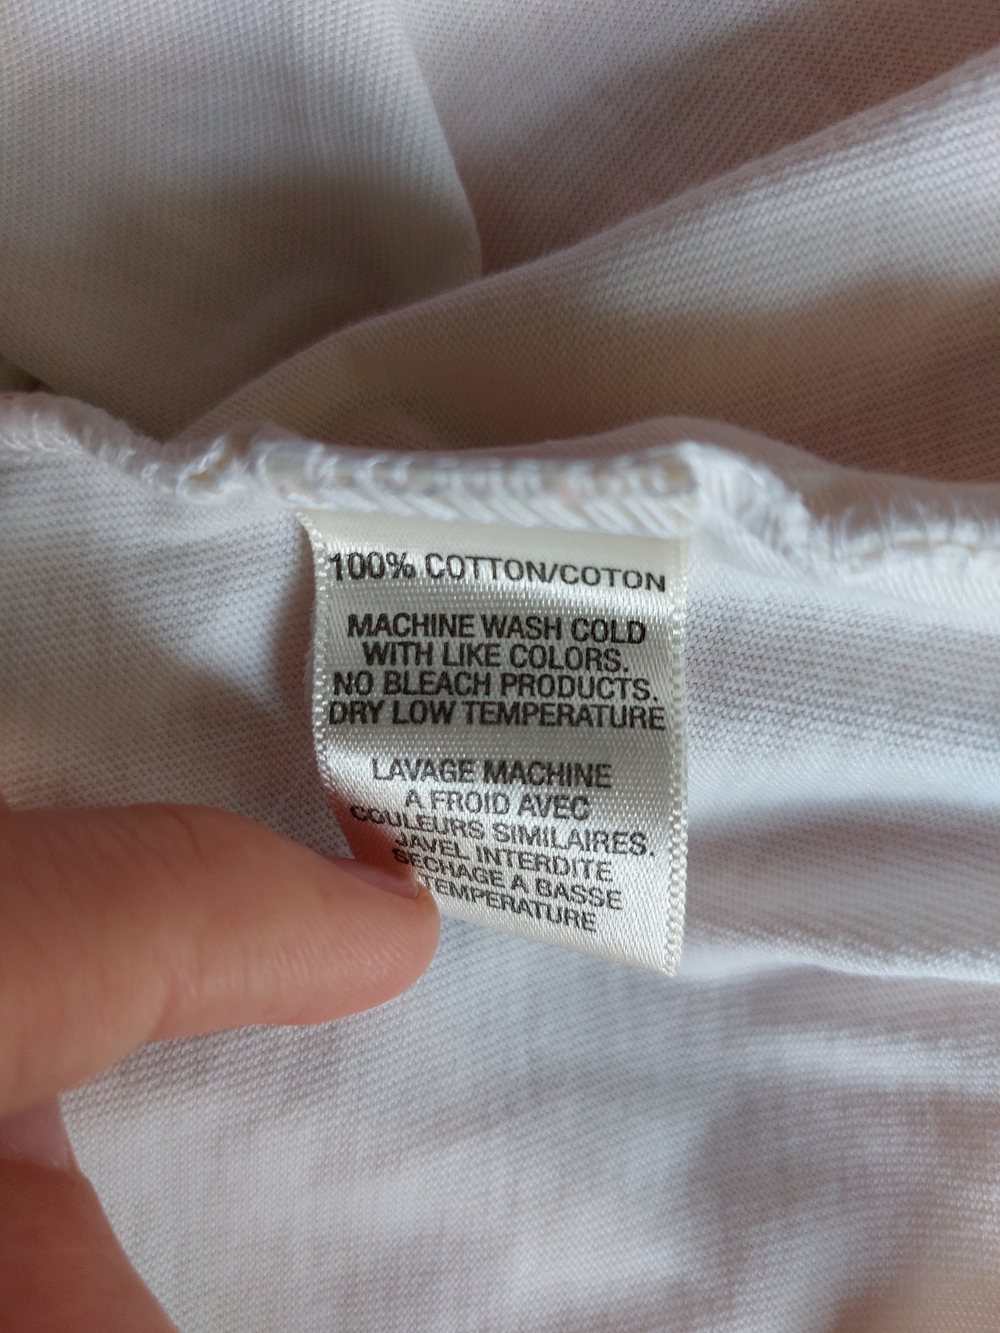 100% COTTON/COTON
MACHINE WASH COLD
WITH LIKE COLORS.
NO BLEACH PRODUCTS.
DRY LOW TEMPERATURE
LAVAGE MACHINE
A FROID AVEC
COULEURS SIMILAIRES.
JAVEL INTERDITE
SECHAGE A BASSE
TEMPERATURE